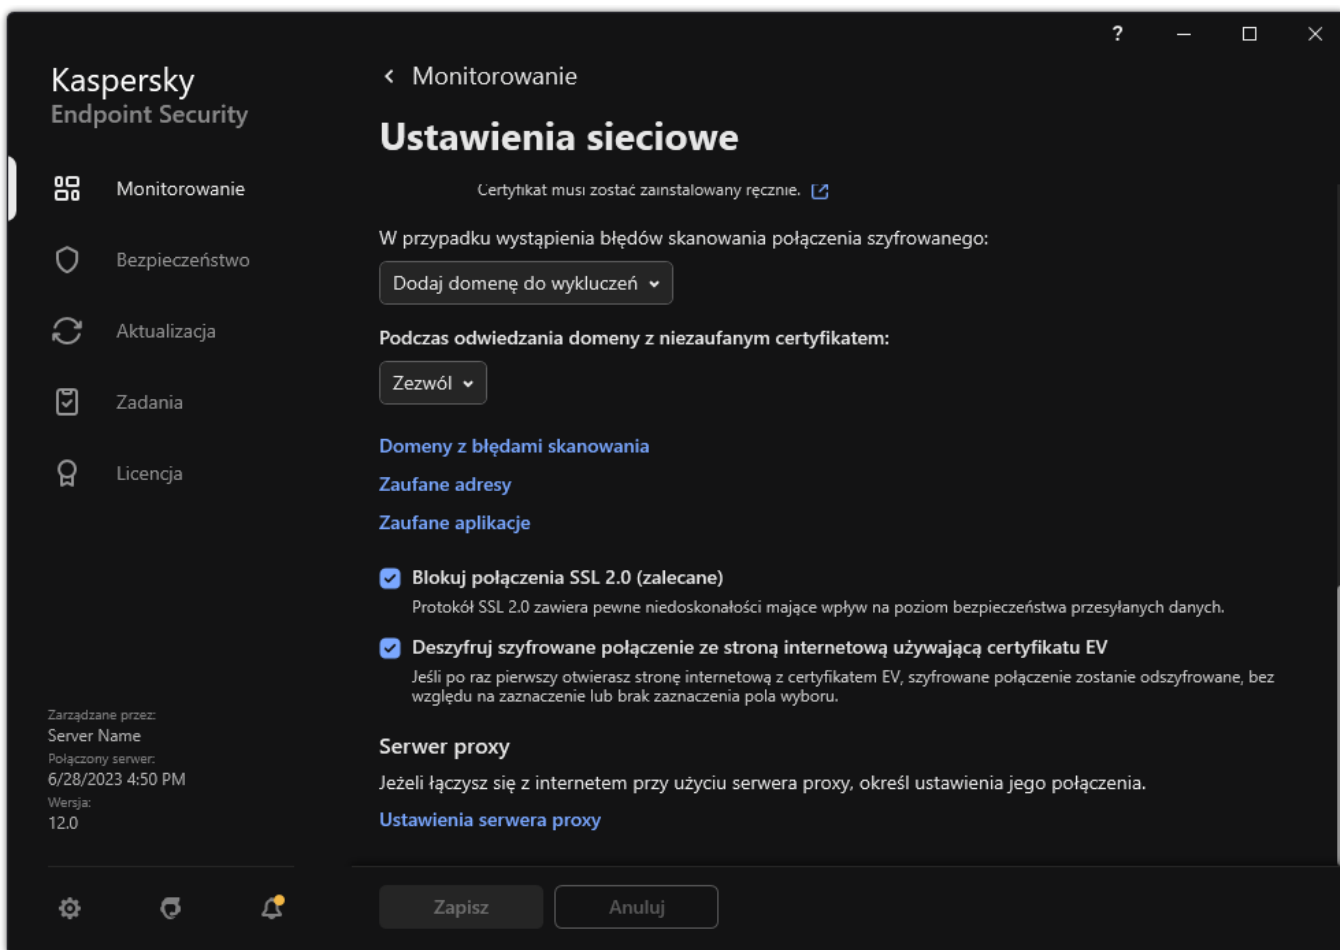 ?
Kaspersky
Endpoint Security
Monitorowanie
Bezpieczeństwo
Aktualizacja
Zadania
Licencja
Zarządzane przez:
Server Name
Połączony serwer:
6/28/2023 4:50 PM
Wersja:
12.0
Monitorowanie
Ustawienia sieciowe
Certyfikat musi zostać zainstalowany ręcznie.
W przypadku wystąpienia błędów skanowania połączenia szyfrowanego:
Dodaj domenę do wykluczeń
Podczas odwiedzania domeny z niezaufanym certyfikatem:
Zezwól
Domeny z błędami skanowania
Zaufane adresy
Zaufane aplikacje
Blokuj połączenia SSL 2.0 (zalecane)
Protokół SSL 2.0 zawiera pewne niedoskonałości mające wpływ na poziom bezpieczeństwa przesyłanych danych.
Deszyfruj szyfrowane połączenie ze stroną internetową używającą certyfikatu EV
Jeśli po raz pierwszy otwierasz stronę internetową z certyfikatem EV, szyfrowane połączenie zostanie odszyfrowane, bez
względu na zaznaczenie lub brak zaznaczenia pola wyboru.
Serwer proxy
Jeżeli łączysz się z internetem przy użyciu serwera proxy, określ ustawienia jego połączenia.
Ustawienia serwera proxy
Zapisz
Anuluj